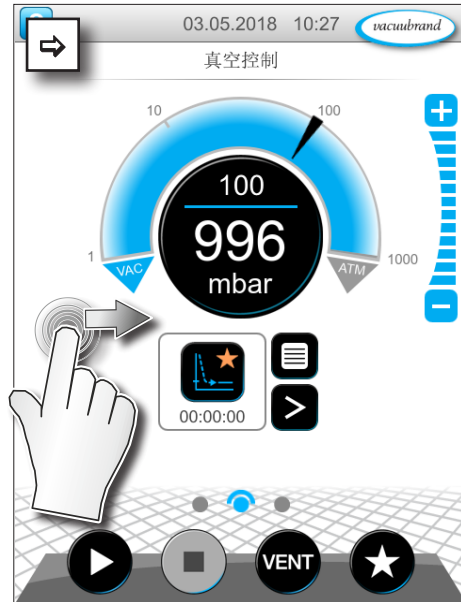 03.05.2018 10:27 vacuubrand
真空控制
10 100
1 1000
VAC ATM
100
996
mbar
00:00:00
VENT